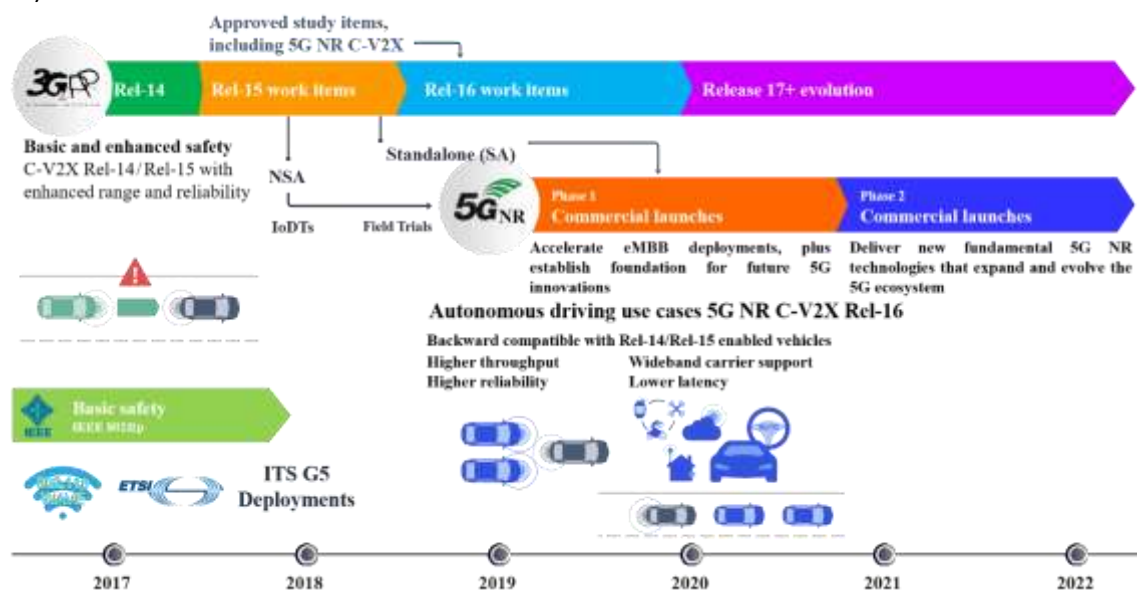 Approved study items,
including 5G NR C-V2X
3GPP
Rel-14
Rel-15 work items
Rel-16 work items
Release 17+ evolution
Basic and enhanced safety
C-V2X Rel-14/Rel-15 with
enhanced range and reliability
NSA
Standalone (SA)
IoDTs
Field Trials
5G NR
Phase 1
Commercial launches
Phase 2
Commercial launches
Accelerate eMBB deployments, plus
establish foundation for future 5G
innovations
Deliver new fundamental 5G NR
technologies that expand and evolve the
5G ecosystem
Autonomous driving use cases 5G NR C-V2X Rel-16
Backward compatible with Rel-14/Rel-15 enabled vehicles
Higher throughput
Wideband carrier support
Higher reliability
Lower latency
Basic safety
IEEE 802.11p
IEEE
ETSI
ITS G5
Deployments
2017
2018
2019
2020
2021
2022